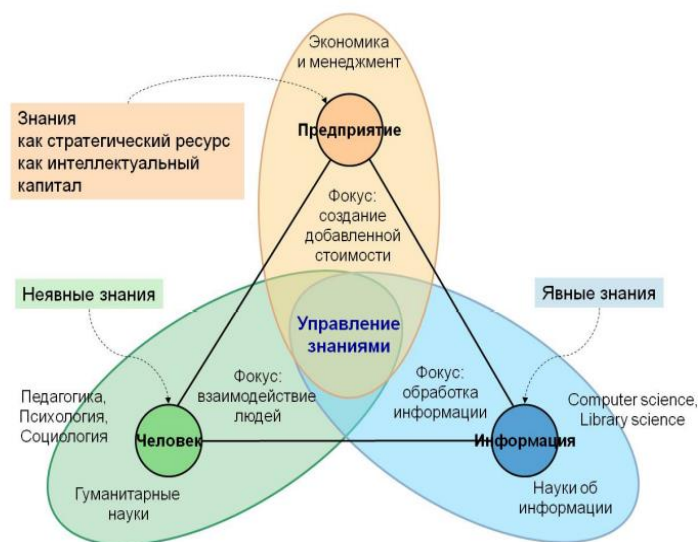 Экономика
и менеджмент
Знания
как стратегический ресурс
как интеллектуальный
капитал
Предприятие
Фокус:
создание
добавленной
стоимости
Неявные знания
Явные знания
Управление
знаниями
Фокус:
взаимодействие
людей
Фокус:
обработка
информации
Педагогика,
Психология,
Социология
Computer science,
Library science
Человек
Информация
Гуманитарные
науки
Науки об
информации